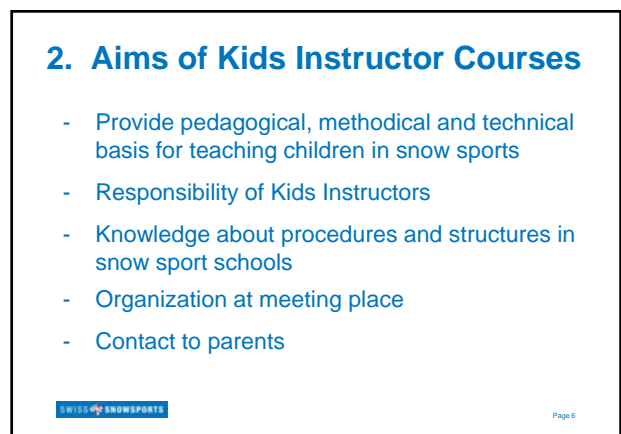 2. Aims of Kids Instructor Courses
- Provide pedagogical, methodical and technical
basis for teaching children in snow sports
- Responsibility of Kids Instructors
- Knowledge about procedures and structures in
snow sport schools
- Organization at meeting place
- Contact to parents
SWISS SNOWSPORTS
Page 6